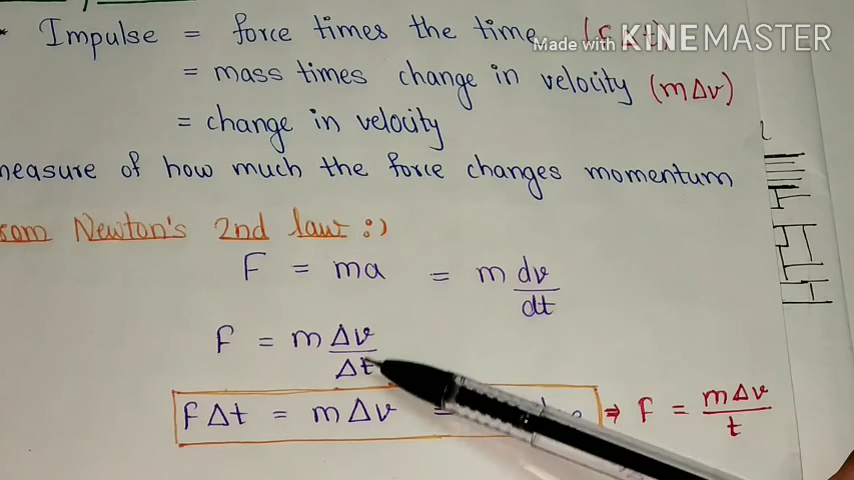 * Impulse = force times the time
Made with KINEMASTER
= mass times change in velocity (mΔv)
= change in velocity
measure of how much the force changes momentum
Newton's 2nd law :)
F = ma = m dv/dt
F = m Δv/Δt
FΔt = mΔv = ⇒ F = mΔv/t